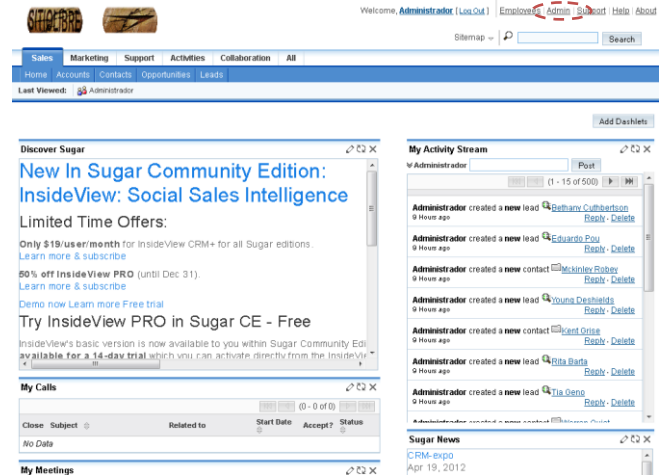 SITIOLIBRE
Welcome, Administrador [ Log Out ] Employees | Admin | Support | Help | About
Sitemap
Search
Sales Marketing Support Activities Collaboration All
Home Accounts Contacts Opportunities Leads
Last Viewed: Administrador
Add Dashlets
Discover Sugar
New In Sugar Community Edition:
InsideView: Social Sales Intelligence
Limited Time Offers:
Only $19/user/month for InsideView CRM+ for all Sugar editions.
Learn more & subscribe
50% off InsideView PRO (until Dec 31).
Learn more & subscribe
Demo now Learn more Free trial
Try InsideView PRO in Sugar CE - Free
InsideView's basic version is now available to you within Sugar Community Edi
available for a 14-day trial which you can activate directly from the InsideVie
My Calls
(0 - 0 of 0)
Close Subject Related to Start Date Accept? Status
No Data
My Meetings
My Activity Stream
Administrador Post
(1 - 15 of 500)
Administrador created a new lead Bethany Cuthbertson
9 Hours ago Reply - Delete
Administrador created a new lead Eduardo Pou
9 Hours ago Reply - Delete
Administrador created a new contact Mckinley Robey
9 Hours ago Reply - Delete
Administrador created a new lead Young Deshields
9 Hours ago Reply - Delete
Administrador created a new contact Kent Grise
9 Hours ago Reply - Delete
Administrador created a new lead Rita Barta
9 Hours ago Reply - Delete
Administrador created a new lead Tia Geno
9 Hours ago Reply - Delete
Administrador created a new contact Warren Quiet
Sugar News
CRM-expo
Apr 19, 2012